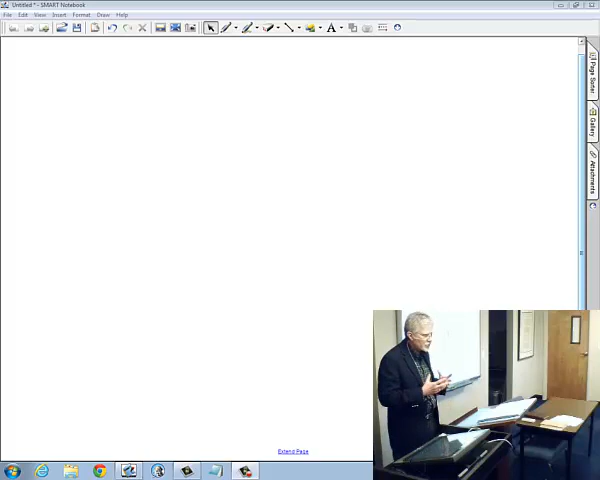 Untitled * - SMART Notebook
File Edit View Insert Format Draw Help
Page Sorter
Gallery
Attachments
Extend Page